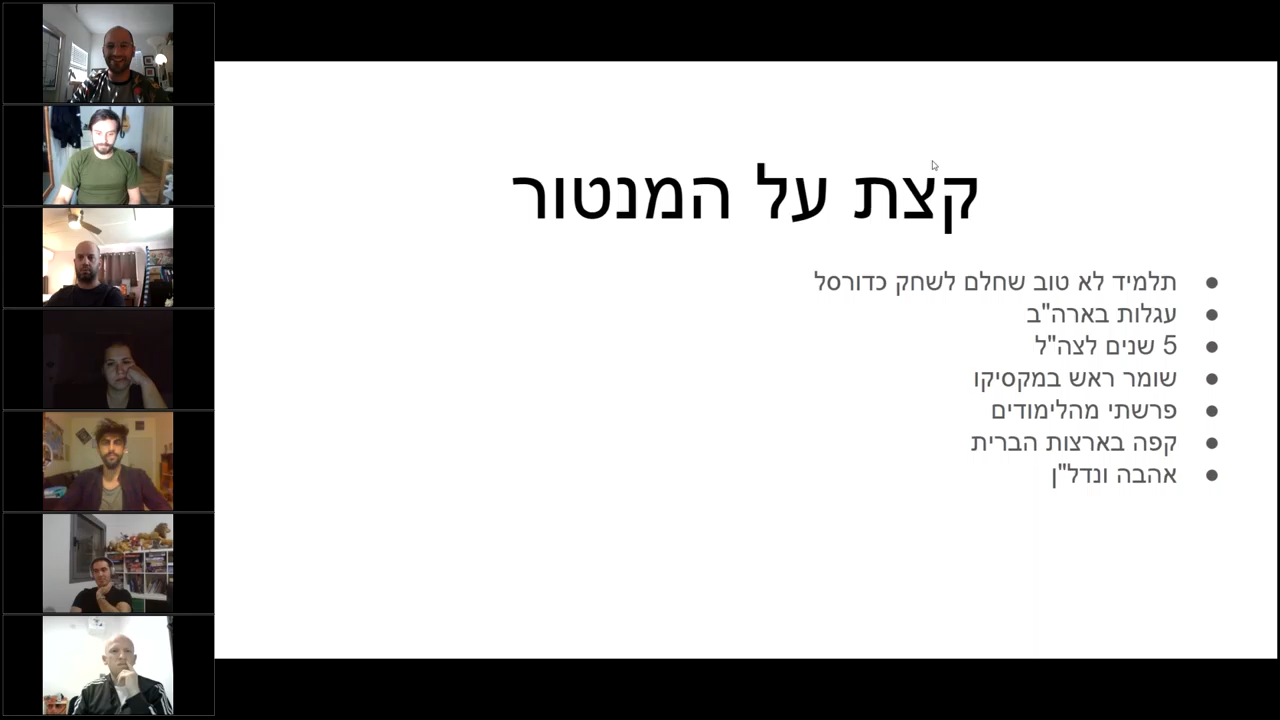 קצת על המנטור
● תלמיד לא טוב שחלם לשחק כדורסל
● עגלות בארה"ב
● 5 שנים לצה"ל
● שומר ראש במקסיקו
● פרשתי מהלימודים
● קפה בארצות הברית
● אהבה ונדל"ן